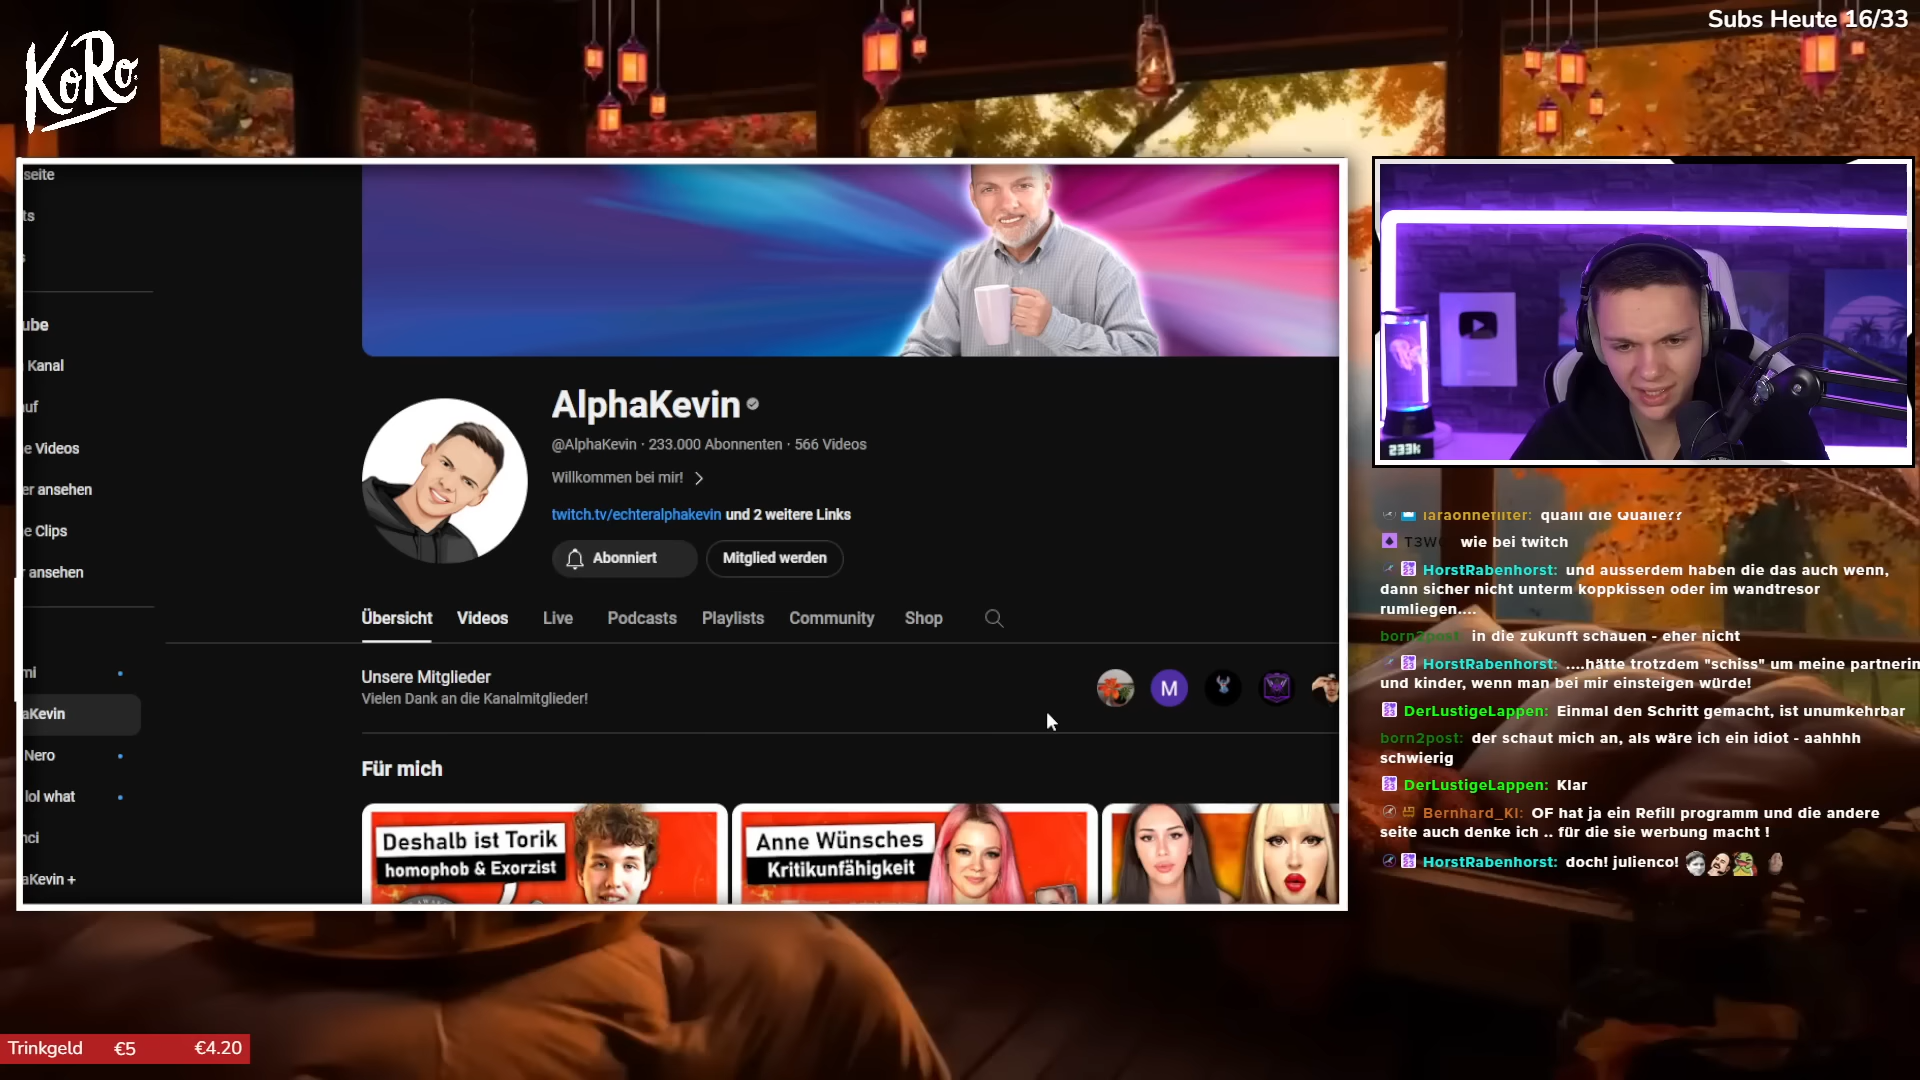 Subs Heute 16/33
KoRo
seite
ts
s
ube
Kanal
auf
e Videos
er ansehen
e Clips
r ansehen
mi
aKevin
Nero
lol what
nci
aKevin +
AlphaKevin
@AlphaKevin · 233.000 Abonnenten · 566 Videos
Willkommen bei mir!
twitch.tv/echteralphakevin und 2 weitere Links
Abonniert
Mitglied werden
Übersicht Videos Live Podcasts Playlists Community Shop
Unsere Mitglieder
Vielen Dank an die Kanalmitglieder!
M
Für mich
Deshalb ist Torik
homophob & Exorzist
Anne Wünsches
Kritikunfähigkeit
233k
taraohnefilter: qualli die Qualle??
T3W wie bei twitch
HorstRabenhorst: und ausserdem haben die das auch wenn,
dann sicher nicht unterm koppkissen oder im wandtresor
rumliegen....
born2post: in die zukunft schauen - eher nicht
HorstRabenhorst: ....hätte trotzdem "schiss" um meine partnerin
und kinder, wenn man bei mir einsteigen würde!
DerLustigeLappen: Einmal den Schritt gemacht, ist unumkehrbar
born2post: der schaut mich an, als wäre ich ein idiot - aahhhh
schwierig
DerLustigeLappen: Klar
Bernhard_Kl: OF hat ja ein Refill programm und die andere
seite auch denke ich .. für die sie werbung macht !
HorstRabenhorst: doch! julienco!
Trinkgeld €5 €4.20